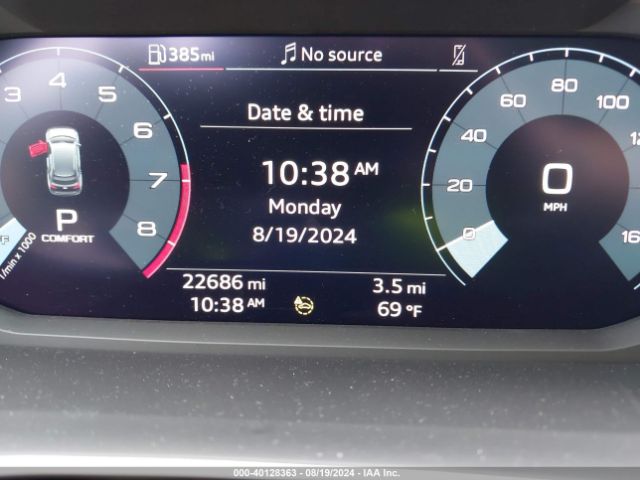 385mi
No source
3 4 5 6 7 8
1/min x 1000
P
COMFORT
Date & time
10:38 AM
Monday
8/19/2024
22686 mi
10:38 AM
3.5 mi
69 °F
0 20 40 60 80 100
0
MPH
000-40128363 - 08/19/2024 - IAA Inc.